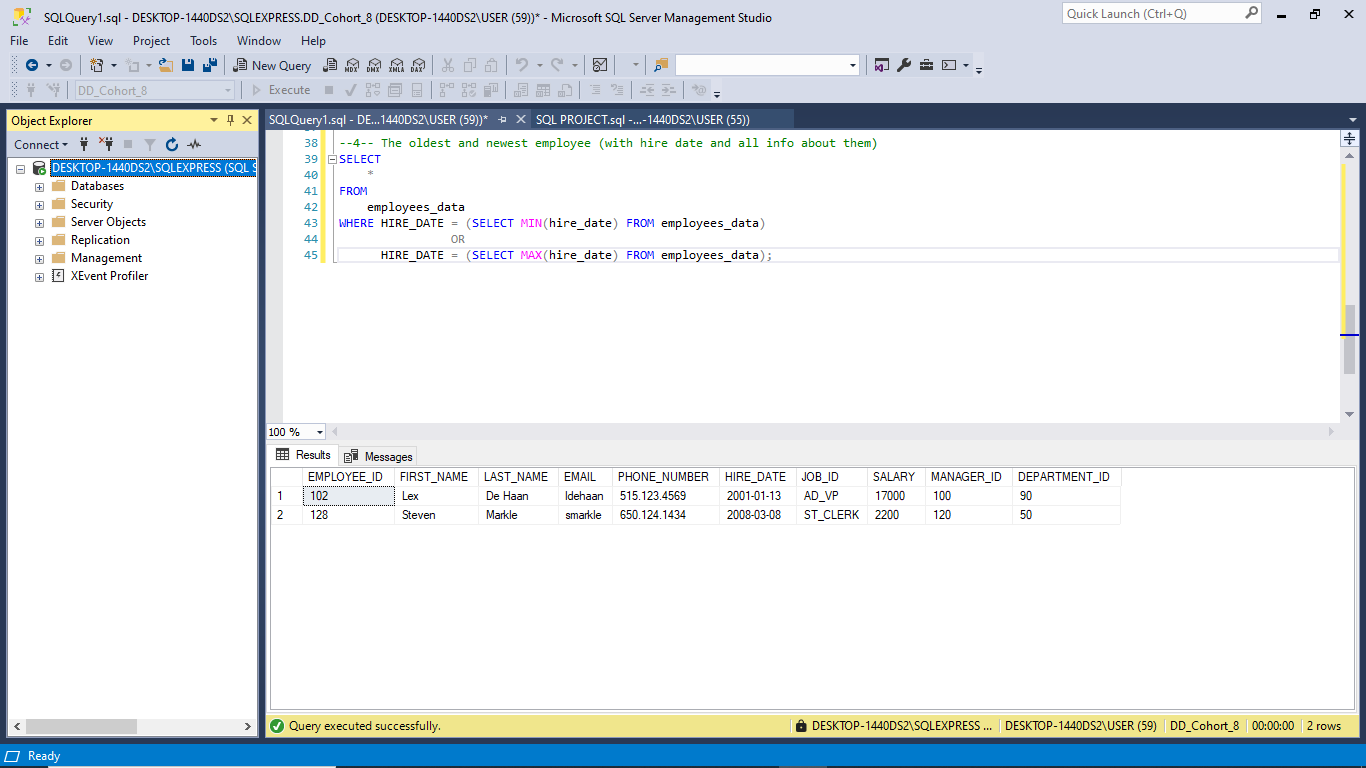 SQLQuery1.sql - DESKTOP-1440DS2\SQLEXPRESS.DD_Cohort_8 (DESKTOP-1440DS2\USER (59))* - Microsoft SQL Server Management Studio
Quick Launch (Ctrl+Q)
File Edit View Project Tools Window Help
New Query MDX DMX XMLA DAX
DD_Cohort_8 Execute
Object Explorer
SQLQuery1.sql - DE...1440DS2\USER (59))* SQL PROJECT.sql -...-1440DS2\USER (55))
Connect
DESKTOP-1440DS2\SQLEXPRESS (SQL S
Databases
Security
Server Objects
Replication
Management
XEvent Profiler
38 --4-- The oldest and newest employee (with hire date and all info about them)
39 SELECT
40 *
41 FROM
42 employees_data
43 WHERE HIRE_DATE = (SELECT MIN(hire_date) FROM employees_data)
44 OR
45 HIRE_DATE = (SELECT MAX(hire_date) FROM employees_data);
100 %
Results Messages
EMPLOYEE_ID FIRST_NAME LAST_NAME EMAIL PHONE_NUMBER HIRE_DATE JOB_ID SALARY MANAGER_ID DEPARTMENT_ID
1 102 Lex De Haan ldehaan 515.123.4569 2001-01-13 AD_VP 17000 100 90
2 128 Steven Markle smarkle 650.124.1434 2008-03-08 ST_CLERK 2200 120 50
Query executed successfully. DESKTOP-1440DS2\SQLEXPRESS ... DESKTOP-1440DS2\USER (59) DD_Cohort_8 00:00:00 2 rows
Ready